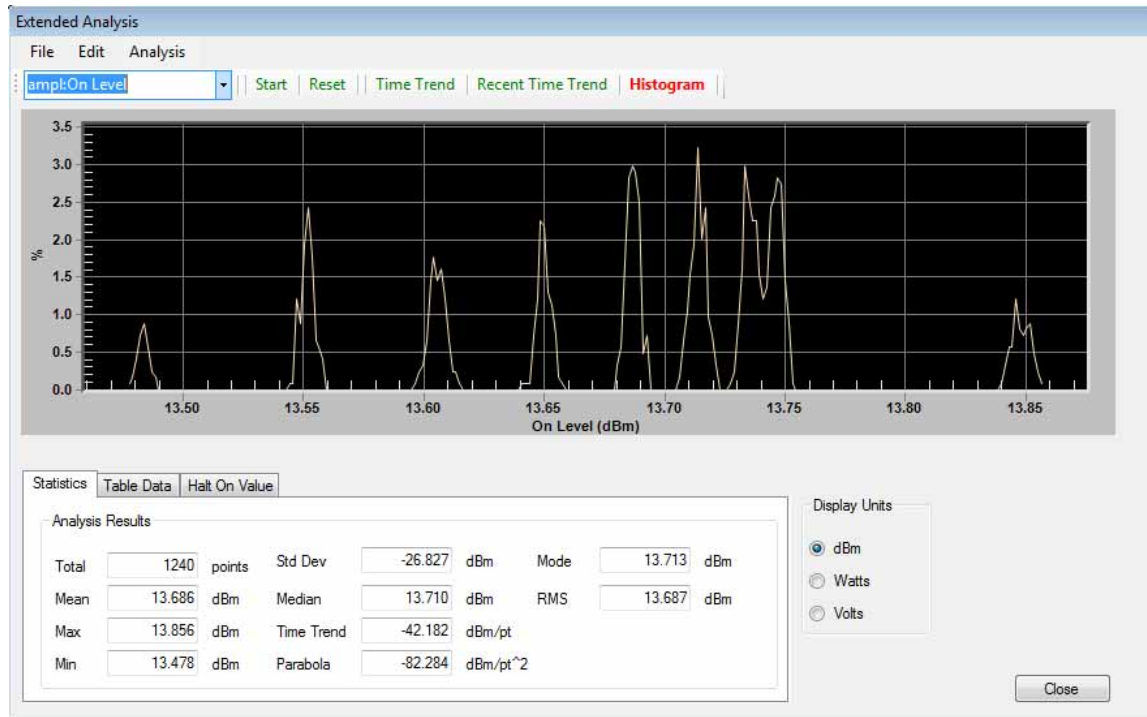 Extended Analysis
File Edit Analysis
ampl:On Level Start Reset Time Trend Recent Time Trend Histogram
3.5
3.0
2.5
2.0
%
1.5
1.0
0.5
0.0
13.50 13.55 13.60 13.65 13.70 13.75 13.80 13.85
On Level (dBm)
Statistics Table Data Halt On Value
Analysis Results
Total 1240 points Std Dev -26.827 dBm Mode 13.713 dBm
Mean 13.686 dBm Median 13.710 dBm RMS 13.687 dBm
Max 13.856 dBm Time Trend -42.182 dBm/pt
Min 13.478 dBm Parabola -82.284 dBm/pt^2
Display Units
dBm
Watts
Volts
Close